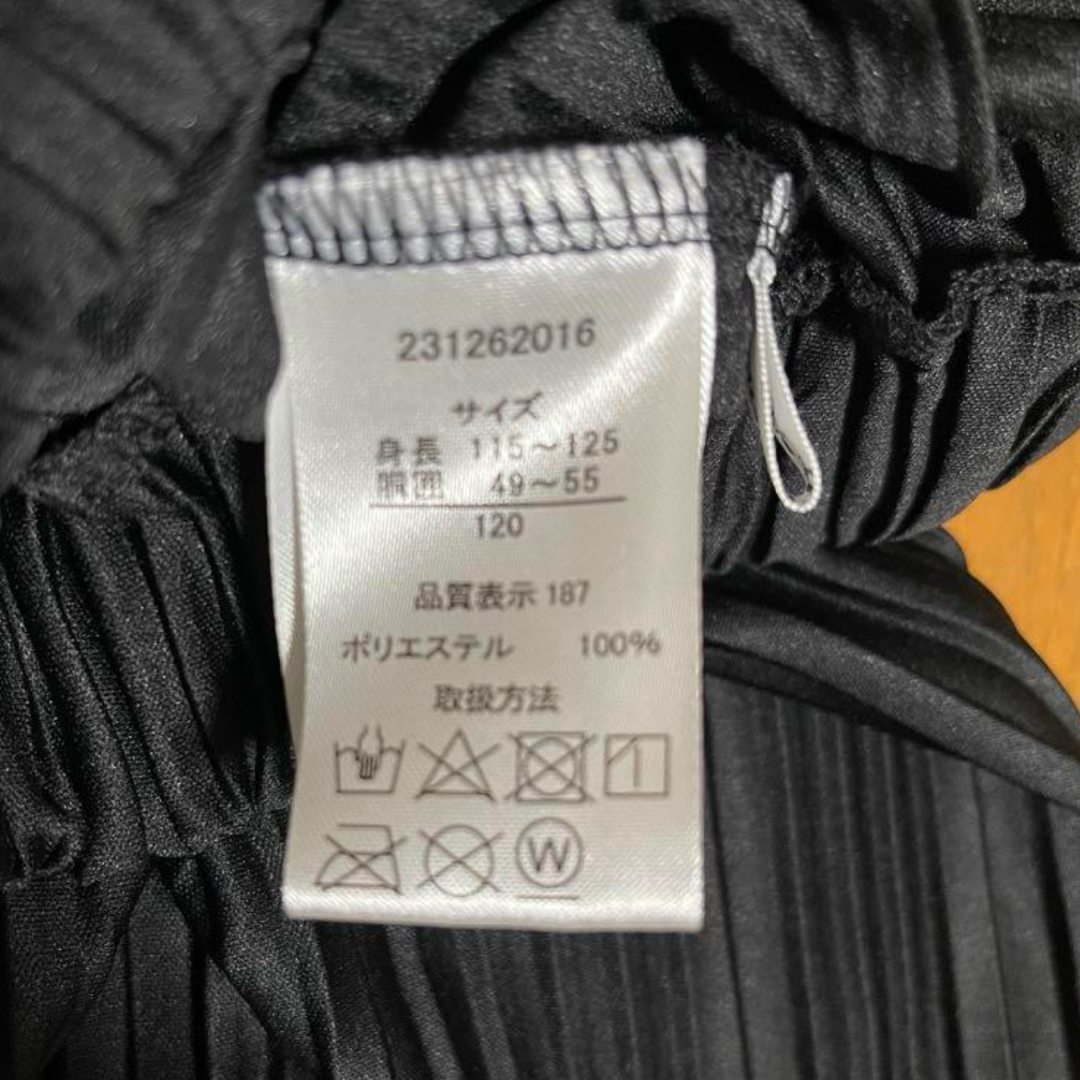 231262016
サイズ
身長 115～125
胴囲 49～55
120
品質表示 187
ポリエステル 100%
取扱方法
W